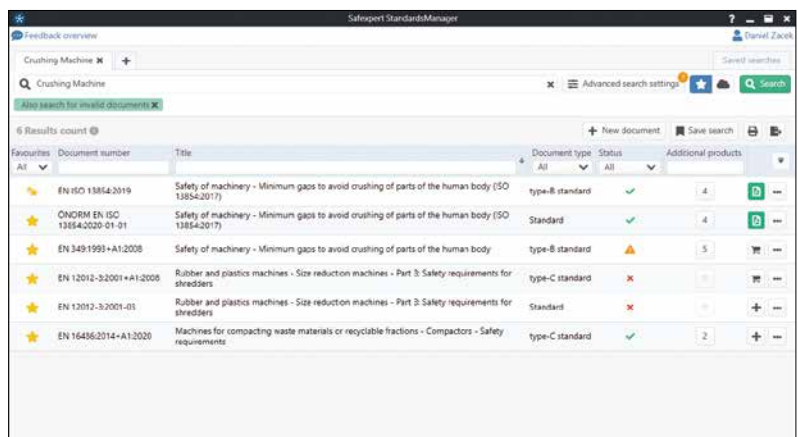 Safexpert StandardsManager
?
Feedback overview
Daniel Zacek
Crushing Machine
Saved searches
Crushing Machine
Advanced search settings
Search
Also search for invalid documents
6 Results count
New document
Save search
Favourites Document number Title Document type Status Additional products
All All All
EN ISO 13854:2019 Safety of machinery - Minimum gaps to avoid crushing of parts of the human body (ISO
13854:2017) type-B standard 4
ÖNORM EN ISO
13854:2020-01-01 Safety of machinery - Minimum gaps to avoid crushing of parts of the human body (ISO
13854:2017) Standard 4
EN 349:1993+A1:2008 Safety of machinery - Minimum gaps to avoid crushing of parts of the human body type-B standard 5
EN 12012-3:2001+A1:2008 Rubber and plastics machines - Size reduction machines - Part 3: Safety requirements for
shredders type-C standard
EN 12012-3:2001-03 Rubber and plastics machines - Size reduction machines - Part 3: Safety requirements for
shredders Standard
EN 16486:2014+A1:2020 Machines for compacting waste materials or recyclable fractions - Compactors - Safety
requirements type-C standard 2